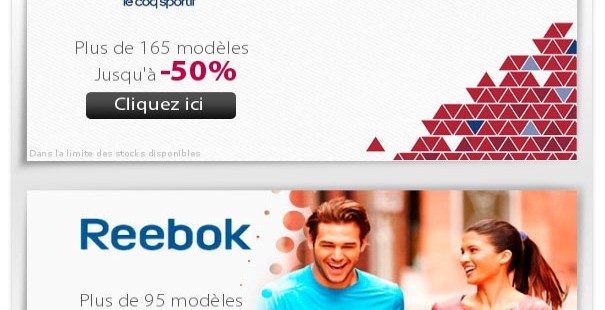 le coq sportif
Plus de 165 modèles
Jusqu'à -50%
Cliquez ici
Dans la limite des stocks disponibles
Reebok
Plus de 95 modèles